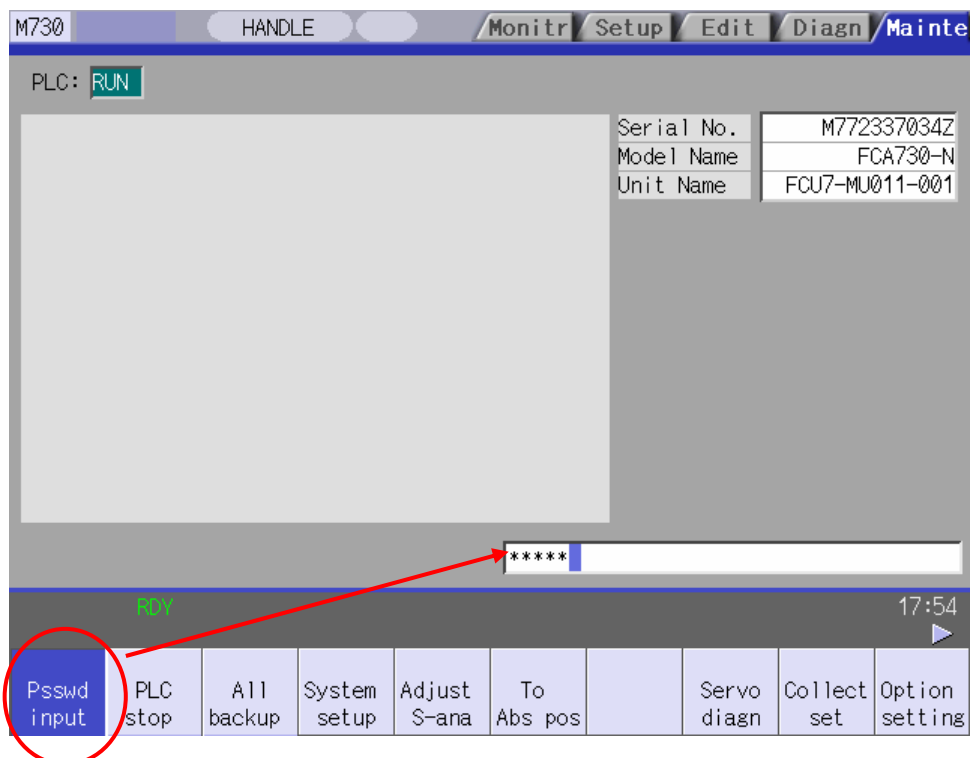 M730 HANDLE Monitr Setup Edit Diagn Mainte
PLC: RUN
Serial No. M772337034Z
Model Name FCA730-N
Unit Name FCU7-MU011-001
*****
RDY 17:54
Psswd input
PLC stop
All backup
System setup
Adjust S-ana
To Abs pos
Servo diagn
Collect set
Option setting